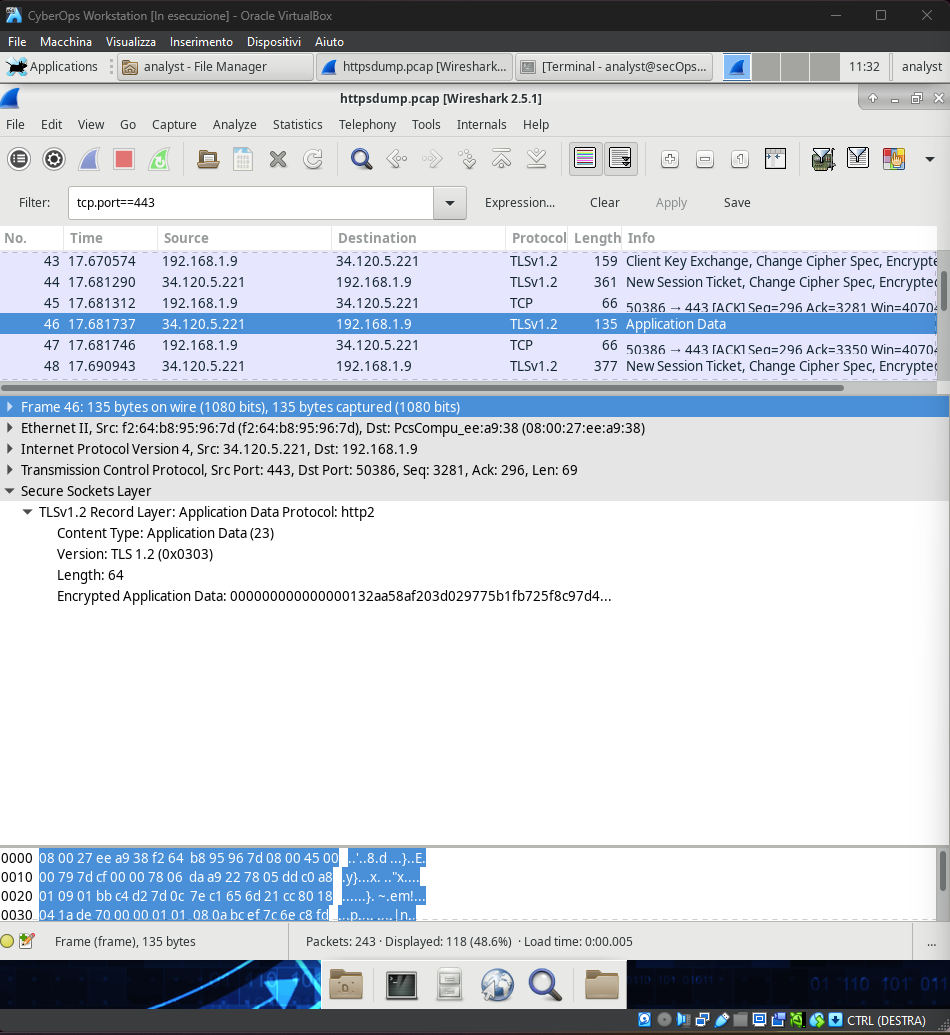 CyberOps Workstation [In esecuzione] - Oracle VirtualBox
File Macchina Visualizza Inserimento Dispositivi Aiuto
Applications analyst - File Manager httpsdump.pcap [Wireshark... [Terminal - analyst@secOps... 11:32 analyst
httpsdump.pcap [Wireshark 2.5.1]
File Edit View Go Capture Analyze Statistics Telephony Tools Internals Help
Filter: tcp.port==443 Expression... Clear Apply Save
No. Time Source Destination Protocol Length Info
43 17.670574 192.168.1.9 34.120.5.221 TLSv1.2 159 Client Key Exchange, Change Cipher Spec, Encrypte
44 17.681290 34.120.5.221 192.168.1.9 TLSv1.2 361 New Session Ticket, Change Cipher Spec, Encrypted
45 17.681312 192.168.1.9 34.120.5.221 TCP 66 50386 → 443 [ACK] Seq=296 Ack=3281 Win=40704
46 17.681737 34.120.5.221 192.168.1.9 TLSv1.2 135 Application Data
47 17.681746 192.168.1.9 34.120.5.221 TCP 66 50386 → 443 [ACK] Seq=296 Ack=3350 Win=40704
48 17.690943 34.120.5.221 192.168.1.9 TLSv1.2 377 New Session Ticket, Change Cipher Spec, Encrypted
Frame 46: 135 bytes on wire (1080 bits), 135 bytes captured (1080 bits)
Ethernet II, Src: f2:64:b8:95:96:7d (f2:64:b8:95:96:7d), Dst: PcsCompu_ee:a9:38 (08:00:27:ee:a9:38)
Internet Protocol Version 4, Src: 34.120.5.221, Dst: 192.168.1.9
Transmission Control Protocol, Src Port: 443, Dst Port: 50386, Seq: 3281, Ack: 296, Len: 69
Secure Sockets Layer
TLSv1.2 Record Layer: Application Data Protocol: http2
Content Type: Application Data (23)
Version: TLS 1.2 (0x0303)
Length: 64
Encrypted Application Data: 000000000000000132aa58af203d029775b1fb725f8c97d4...
0000 08 00 27 ee a9 38 f2 64 b8 95 96 7d 08 00 45 00 ..'..8.d ...}..E.
0010 00 79 7d cf 00 00 78 06 da a9 22 78 05 dd c0 a8 .y}...x. .."x....
0020 01 09 01 bb c4 d2 7d 0c 7e c1 65 6d 21 cc 80 18 ......}. ~.em!...
0030 04 1a de 70 00 00 01 01 08 0a bc ef 7c 6e c8 fd ...p.... ....|n..
Frame (frame), 135 bytes Packets: 243 · Displayed: 118 (48.6%) · Load time: 0:00.005 ...
CTRL (DESTRA)